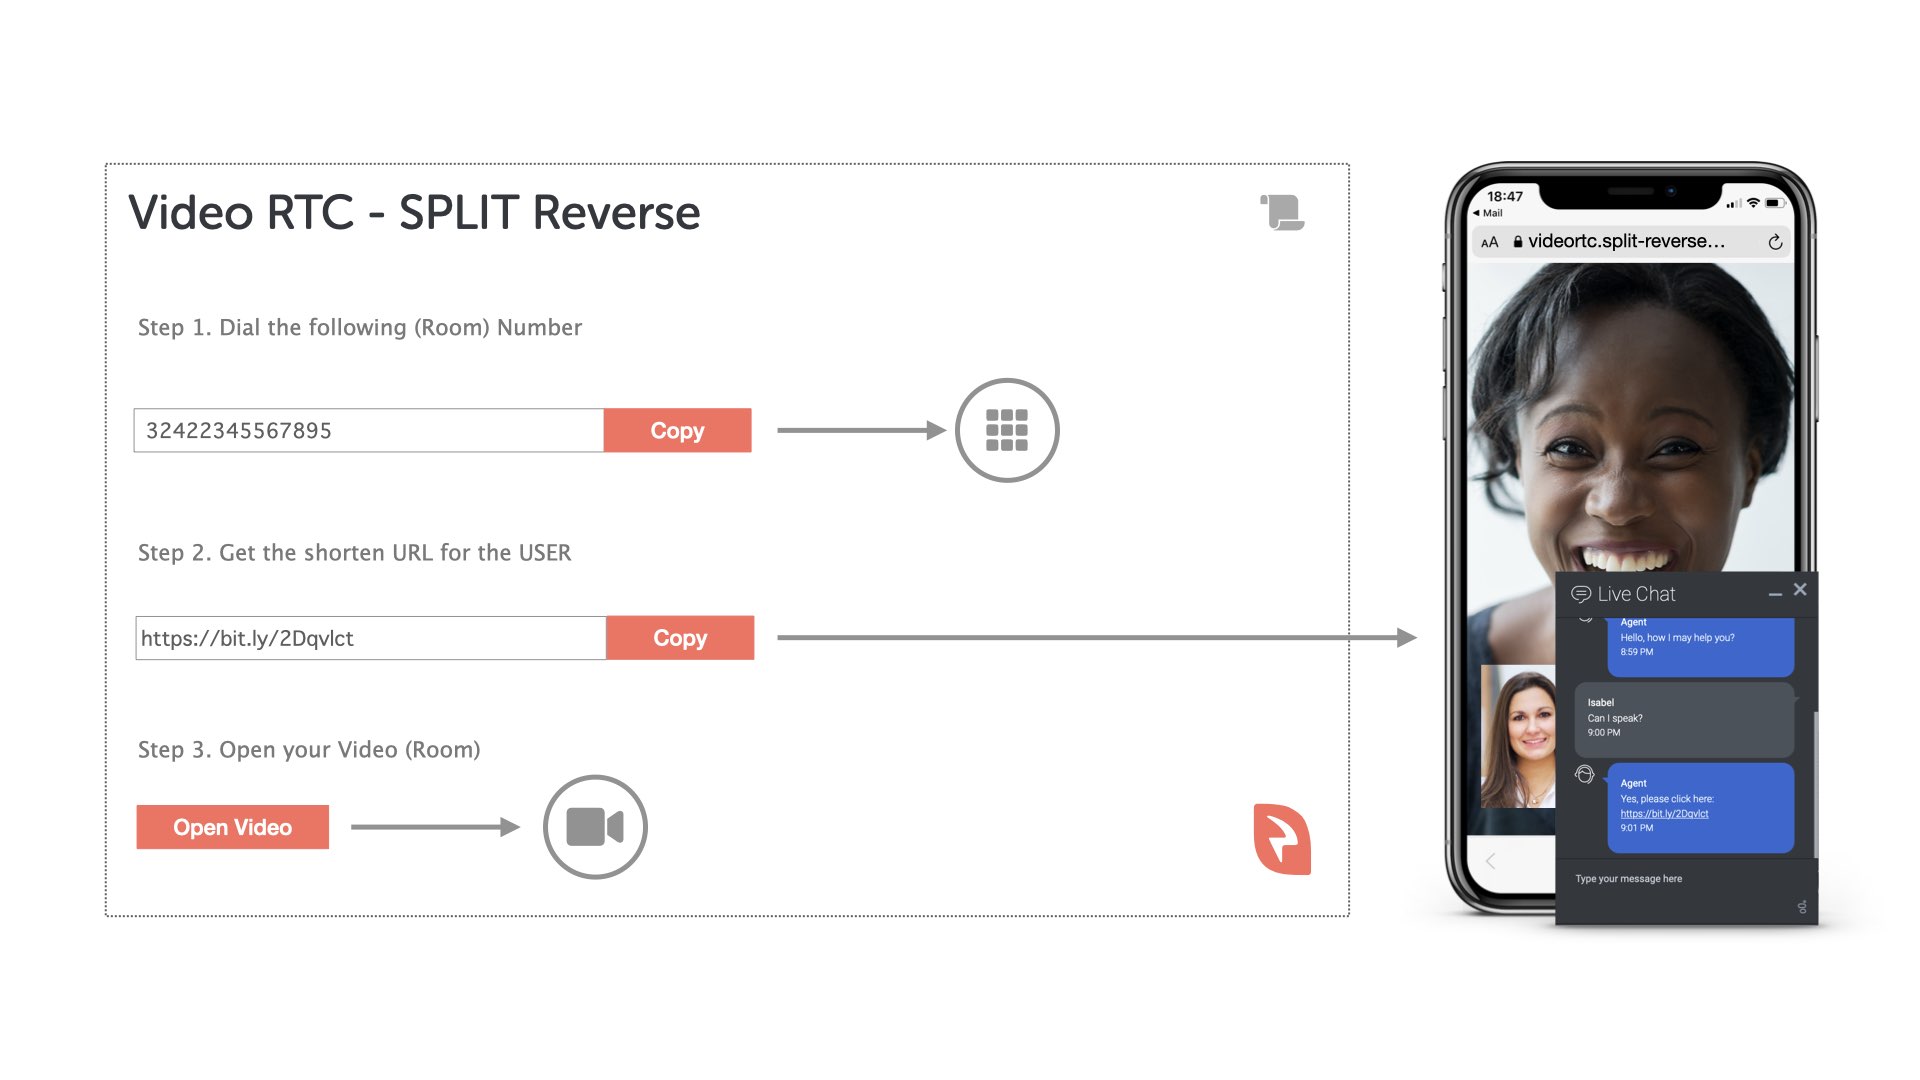 Video RTC - SPLIT Reverse
Step 1. Dial the following (Room) Number
32422345567895
Copy
Step 2. Get the shorten URL for the USER
https://bit.ly/2Dqvlct
Copy
Step 3. Open your Video (Room)
Open Video
18:47
Mail
AA videortc.split-reverse...
Live Chat
Agent
Hello, how I may help you?
8:59 PM
Isabel
Can I speak?
9:00 PM
Agent
Yes, please click here:
https://bit.ly/2Dqvlct
9:01 PM
Type your message here